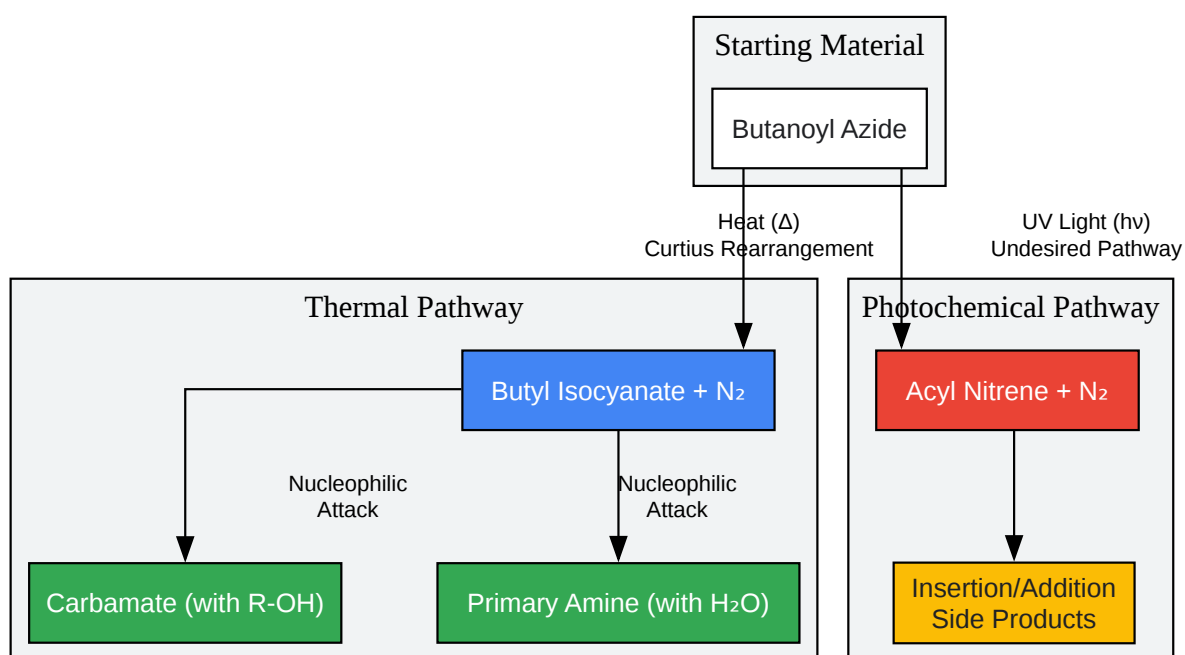 Starting Material
Butanoyl Azide
Heat (Δ)
Curtius Rearrangement
UV Light (hν)
Undesired Pathway
Thermal Pathway
Photochemical Pathway
Butyl Isocyanate + N₂
Acyl Nitrene + N₂
Nucleophilic
Attack
Nucleophilic
Attack
Carbamate (with R-OH)
Primary Amine (with H₂O)
Insertion/Addition
Side Products